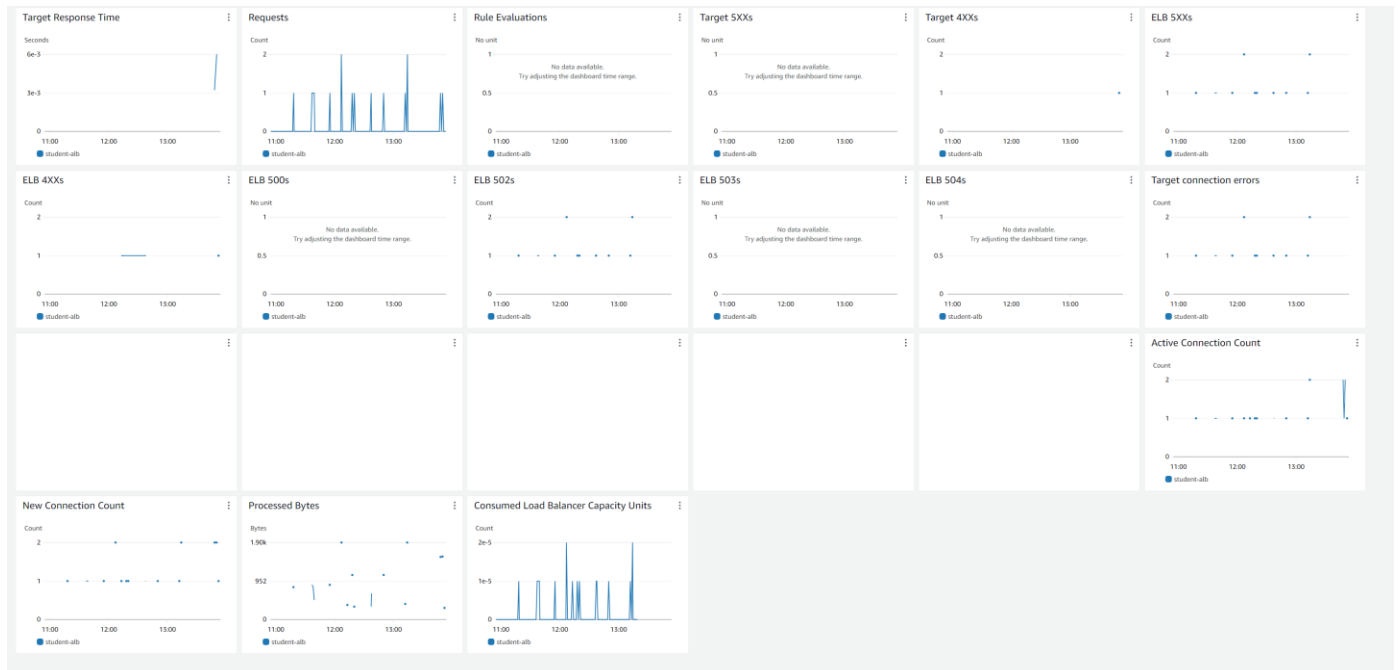 Target Response Time
Seconds
6e-3
3e-3
0
11:00 12:00 13:00
student-alb
Requests
Count
2
1
0
11:00 12:00 13:00
student-alb
Rule Evaluations
No unit
1
No data available.
Try adjusting the dashboard time range.
0.5
0
11:00 12:00 13:00
student-alb
Target 5XXs
No unit
1
No data available.
Try adjusting the dashboard time range.
0.5
0
11:00 12:00 13:00
student-alb
Target 4XXs
Count
2
1
0
11:00 12:00 13:00
student-alb
ELB 5XXs
Count
2
1
0
11:00 12:00 13:00
student-alb
ELB 4XXs
Count
2
1
0
11:00 12:00 13:00
student-alb
ELB 500s
No unit
1
No data available.
Try adjusting the dashboard time range.
0.5
0
11:00 12:00 13:00
student-alb
ELB 502s
Count
2
1
0
11:00 12:00 13:00
student-alb
ELB 503s
No unit
1
No data available.
Try adjusting the dashboard time range.
0.5
0
11:00 12:00 13:00
student-alb
ELB 504s
No unit
1
No data available.
Try adjusting the dashboard time range.
0.5
0
11:00 12:00 13:00
student-alb
Target connection errors
Count
2
1
0
11:00 12:00 13:00
student-alb
Active Connection Count
Count
2
1
0
11:00 12:00 13:00
student-alb
New Connection Count
Count
2
1
0
11:00 12:00 13:00
student-alb
Processed Bytes
Bytes
1.90k
952
0
11:00 12:00 13:00
student-alb
Consumed Load Balancer Capacity Units
Count
2e-5
1e-5
0
11:00 12:00 13:00
student-alb